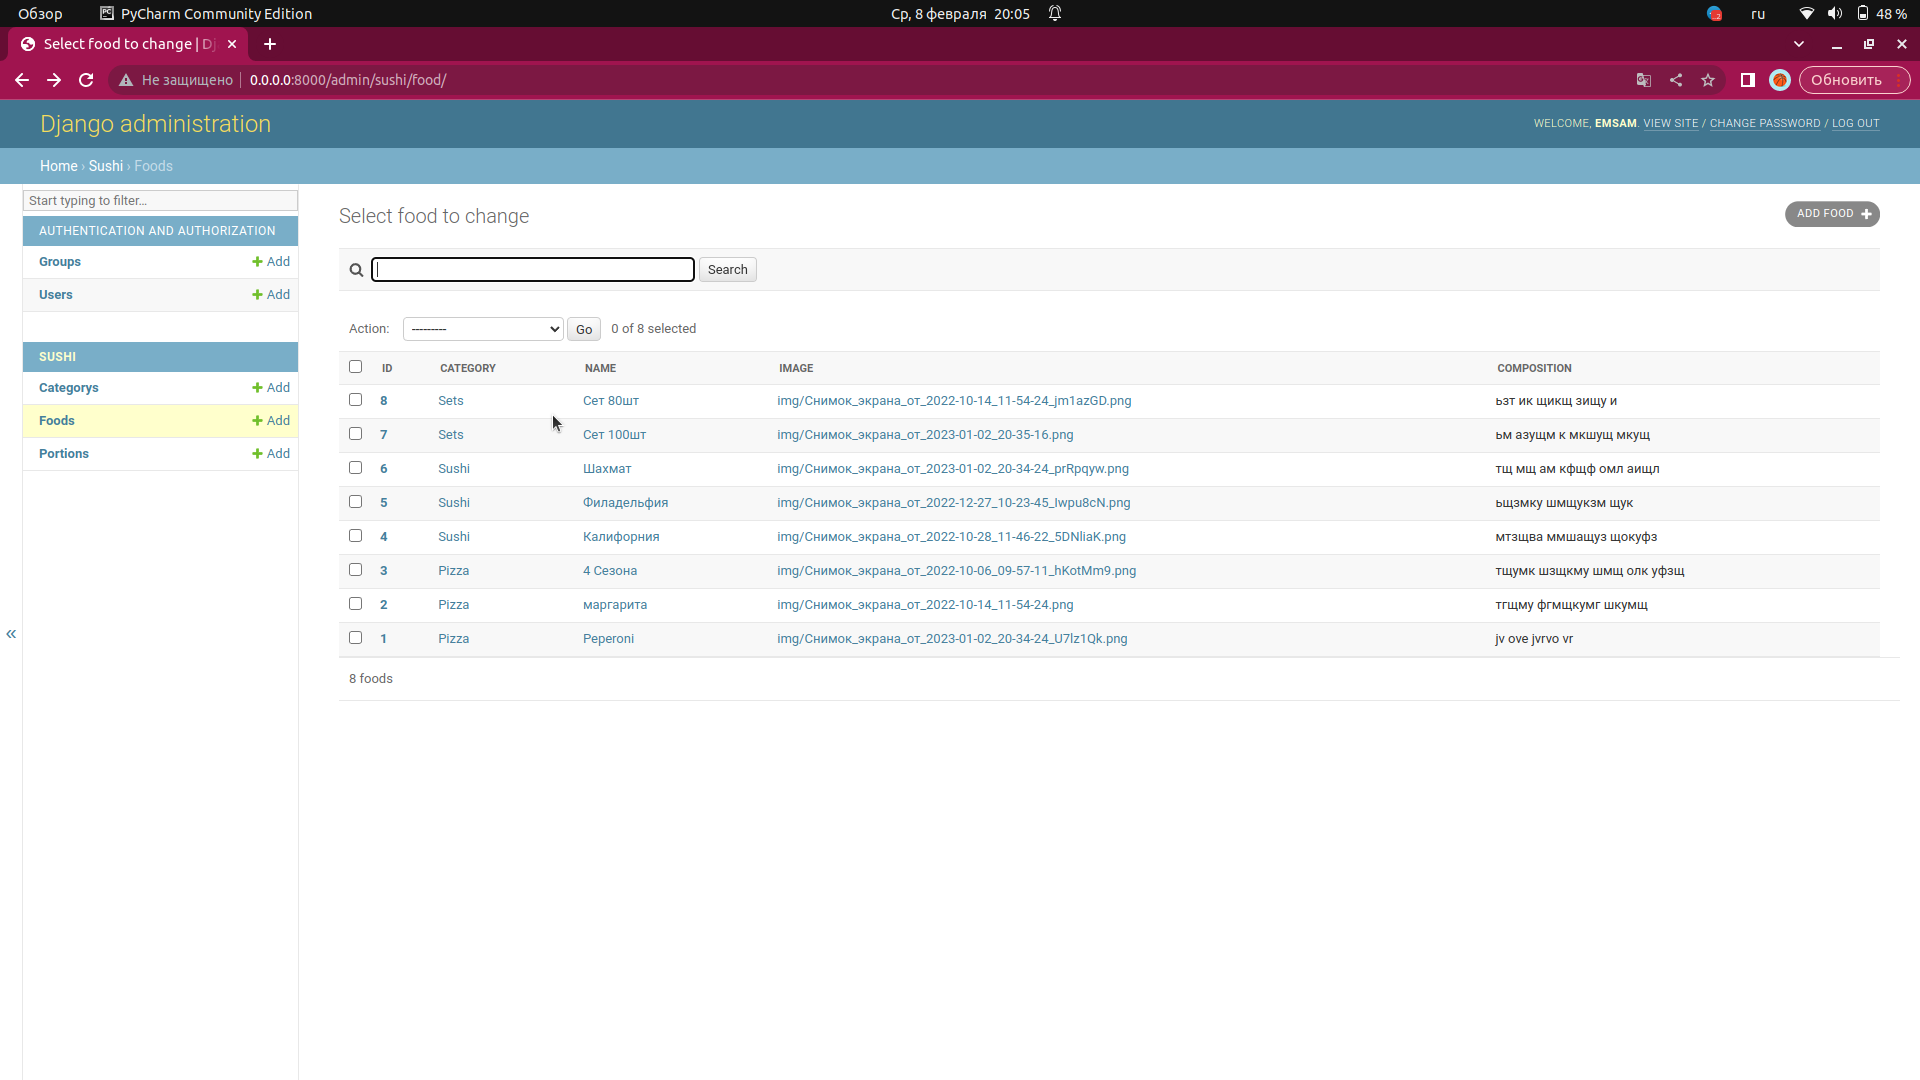 Обзор PyCharm Community Edition Ср, 8 февраля 20:05 ru 48 %
Select food to change | Dj
Не защищено 0.0.0.0:8000/admin/sushi/food/ Обновить
Django administration WELCOME, EMSAM. VIEW SITE / CHANGE PASSWORD / LOG OUT
Home › Sushi › Foods
Start typing to filter...
AUTHENTICATION AND AUTHORIZATION
Groups Add
Users Add
SUSHI
Categorys Add
Foods Add
Portions Add
«
Select food to change ADD FOOD
Search
Action: --------- Go 0 of 8 selected
ID CATEGORY NAME IMAGE COMPOSITION
8 Sets Сет 80шт img/Снимок_экрана_от_2022-10-14_11-54-24_jm1azGD.png ьзт ик щикщ зищу и
7 Sets Сет 100шт img/Снимок_экрана_от_2023-01-02_20-35-16.png ьм азущм к мкшущ мкущ
6 Sushi Шахмат img/Снимок_экрана_от_2023-01-02_20-34-24_prRpqyw.png тщ мщ ам кфщф омл аищл
5 Sushi Филадельфия img/Снимок_экрана_от_2022-12-27_10-23-45_Iwpu8cN.png ьщзмку шмщукзм щук
4 Sushi Калифорния img/Снимок_экрана_от_2022-10-28_11-46-22_5DNliaK.png мтзщва ммшащуз щокуфз
3 Pizza 4 Сезона img/Снимок_экрана_от_2022-10-06_09-57-11_hKotMm9.png тщумк шзщкму шмщ олк уфзщ
2 Pizza маргарита img/Снимок_экрана_от_2022-10-14_11-54-24.png тгщму фгмщкумг шкумщ
1 Pizza Peperoni img/Снимок_экрана_от_2023-01-02_20-34-24_U7lz1Qk.png jv ove jvrvo vr
8 foods